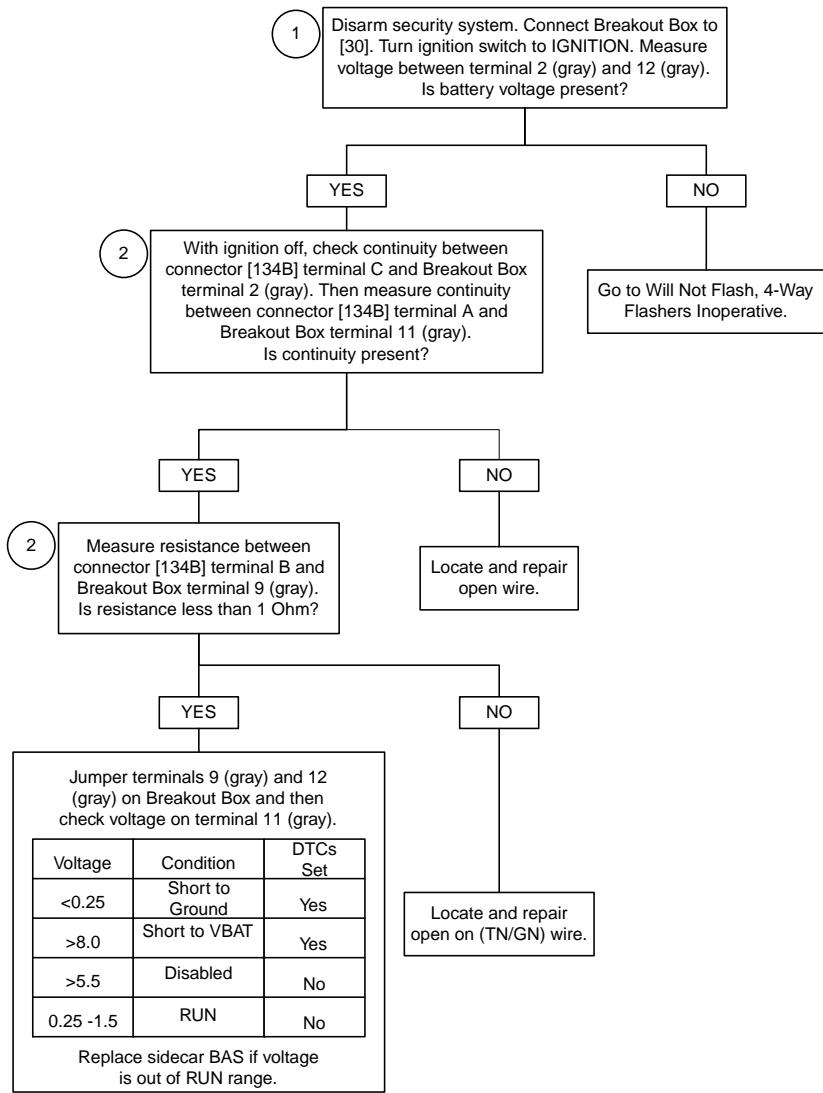 1
Disarm security system. Connect Breakout Box to
[30]. Turn ignition switch to IGNITION. Measure
voltage between terminal 2 (gray) and 12 (gray).
Is battery voltage present?
YES
NO
2
With ignition off, check continuity between
connector [134B] terminal C and Breakout Box
terminal 2 (gray). Then measure continuity
between connector [134B] terminal A and
Breakout Box terminal 11 (gray).
Is continuity present?
Go to Will Not Flash, 4-Way
Flashers Inoperative.
YES
NO
2
Measure resistance between
connector [134B] terminal B and
Breakout Box terminal 9 (gray).
Is resistance less than 1 Ohm?
Locate and repair
open wire.
YES
NO
Jumper terminals 9 (gray) and 12
(gray) on Breakout Box and then
check voltage on terminal 11 (gray).
Voltage Condition DTCs Set
<0.25 Short to Ground Yes
>8.0 Short to VBAT Yes
>5.5 Disabled No
0.25 -1.5 RUN No
Replace sidecar BAS if voltage
is out of RUN range.
Locate and repair
open on (TN/GN) wire.